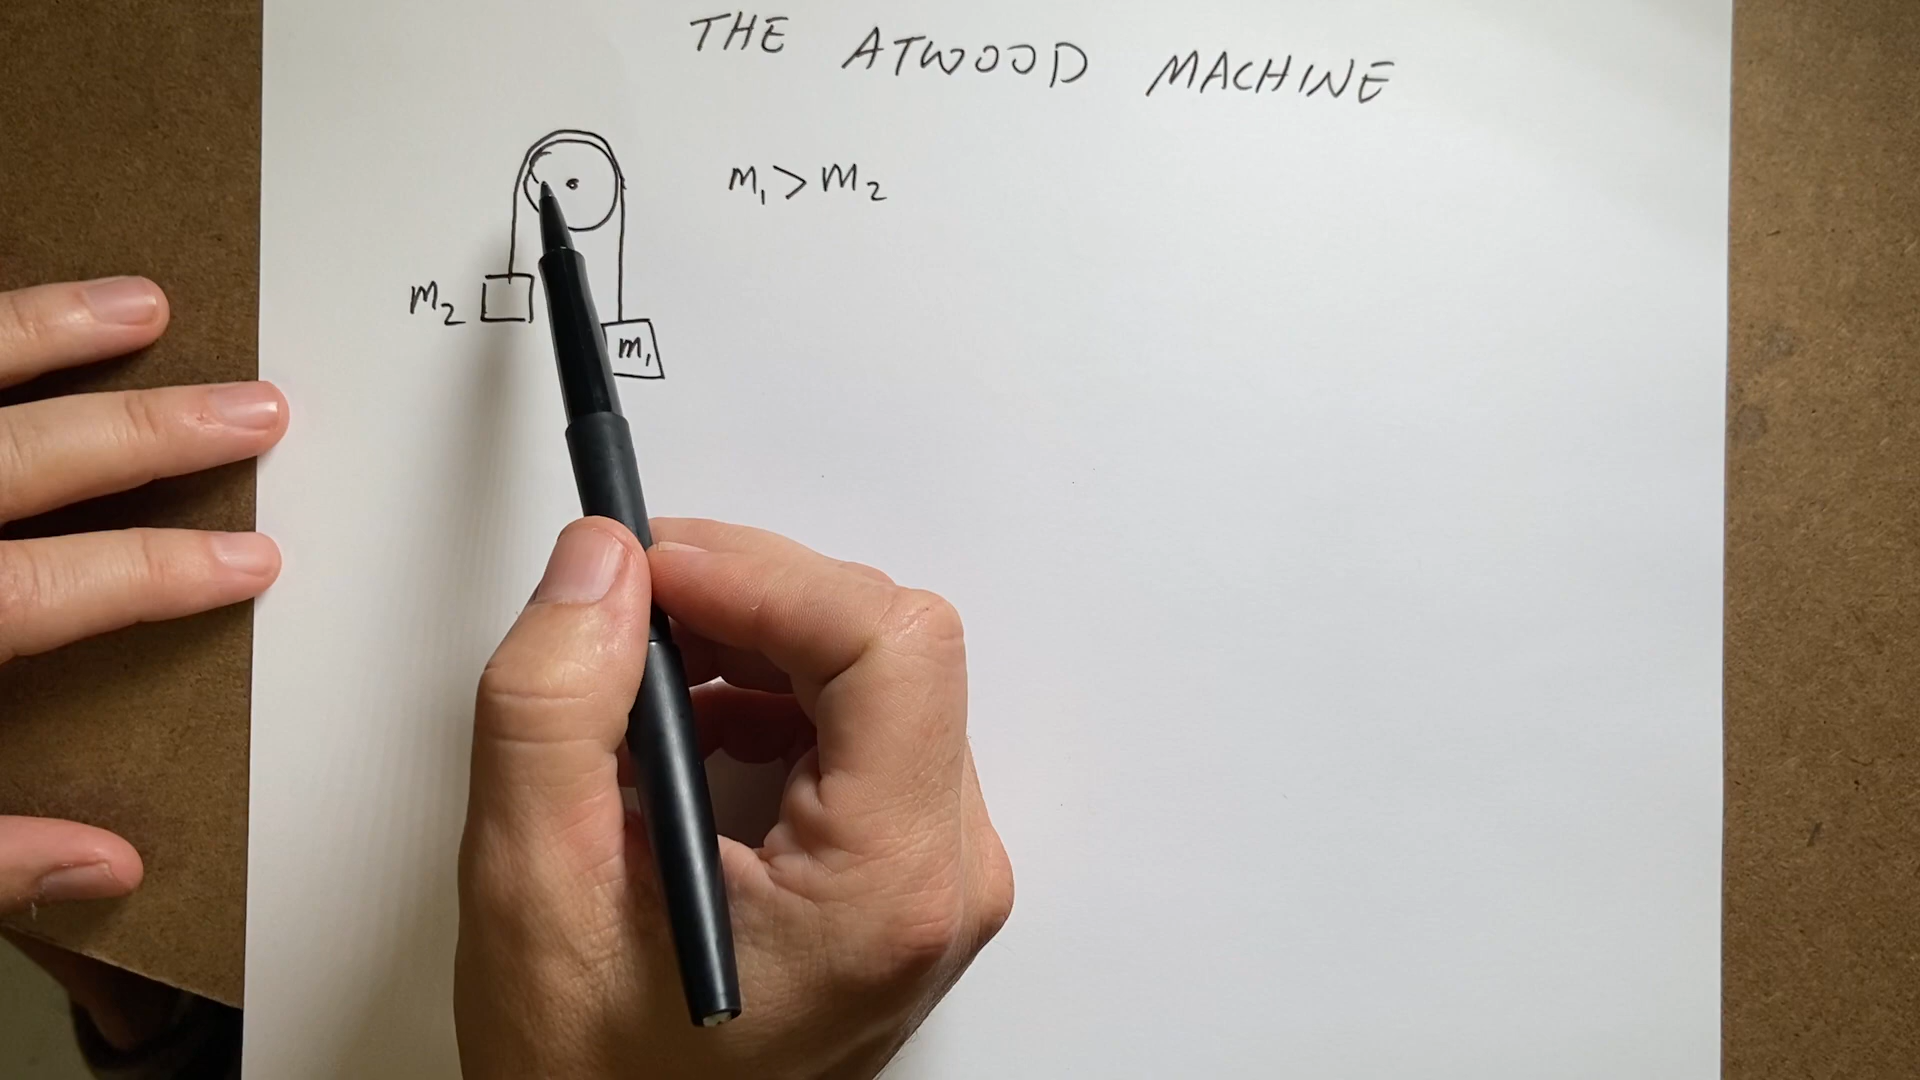 THE ATWOOD MACHINE
m₁ > m₂
m₂
m₁